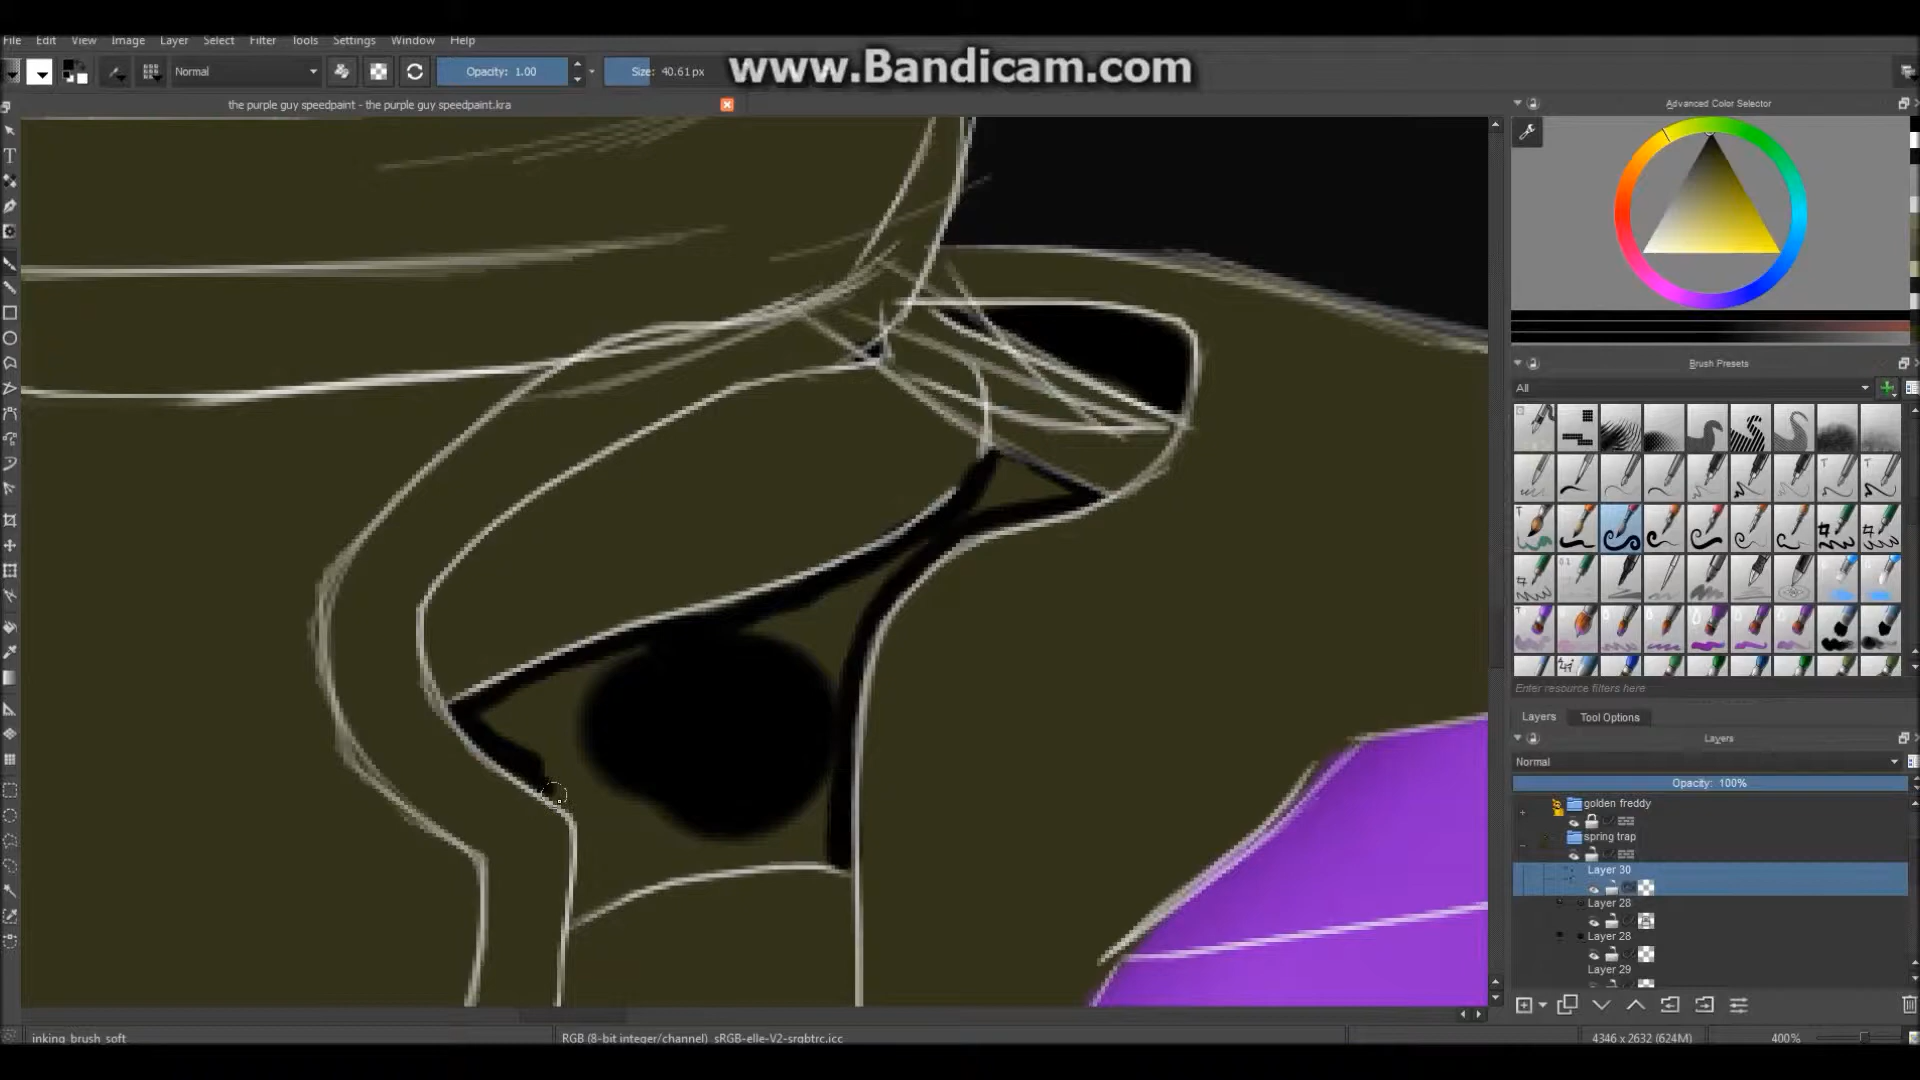 File Edit View Image Layer Select Filter Tools Settings Window Help
www.Bandicam.com
Normal
Opacity: 1.00
Size: 40.61 px
the purple guy speedpaint - the purple guy speedpaint.kra
Advanced Color Selector
Brush Presets
All
Enter resource filters here
Layers
Tool Options
Layers
Normal
Opacity: 100%
golden freddy
spring trap
Layer 30
Layer 28
Layer 28
Layer 29
inking_brush_soft
RGB (8-bit integer/channel) sRGB-elle-V2-srgbtrc.icc
4346 x 2632 (624M)
400%